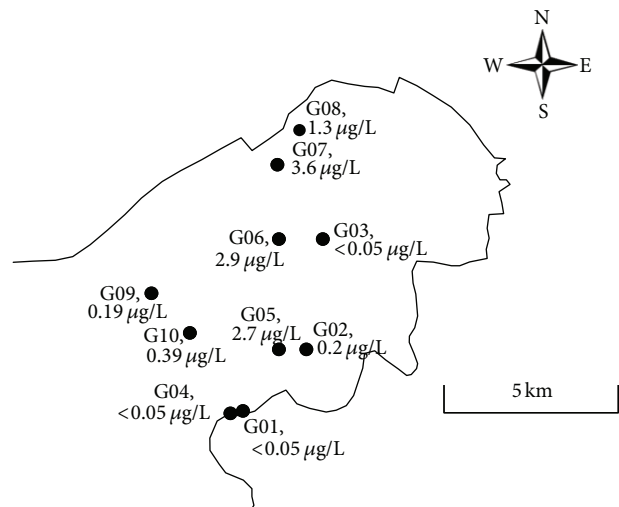 N
W E
S
G08,
1.3 μg/L
G07,
3.6 μg/L
G06,
2.9 μg/L
G03,
<0.05 μg/L
G09,
0.19 μg/L
G10,
0.39 μg/L
G05,
2.7 μg/L
G02,
0.2 μg/L
5 km
G04,
<0.05 μg/L
G01,
<0.05 μg/L